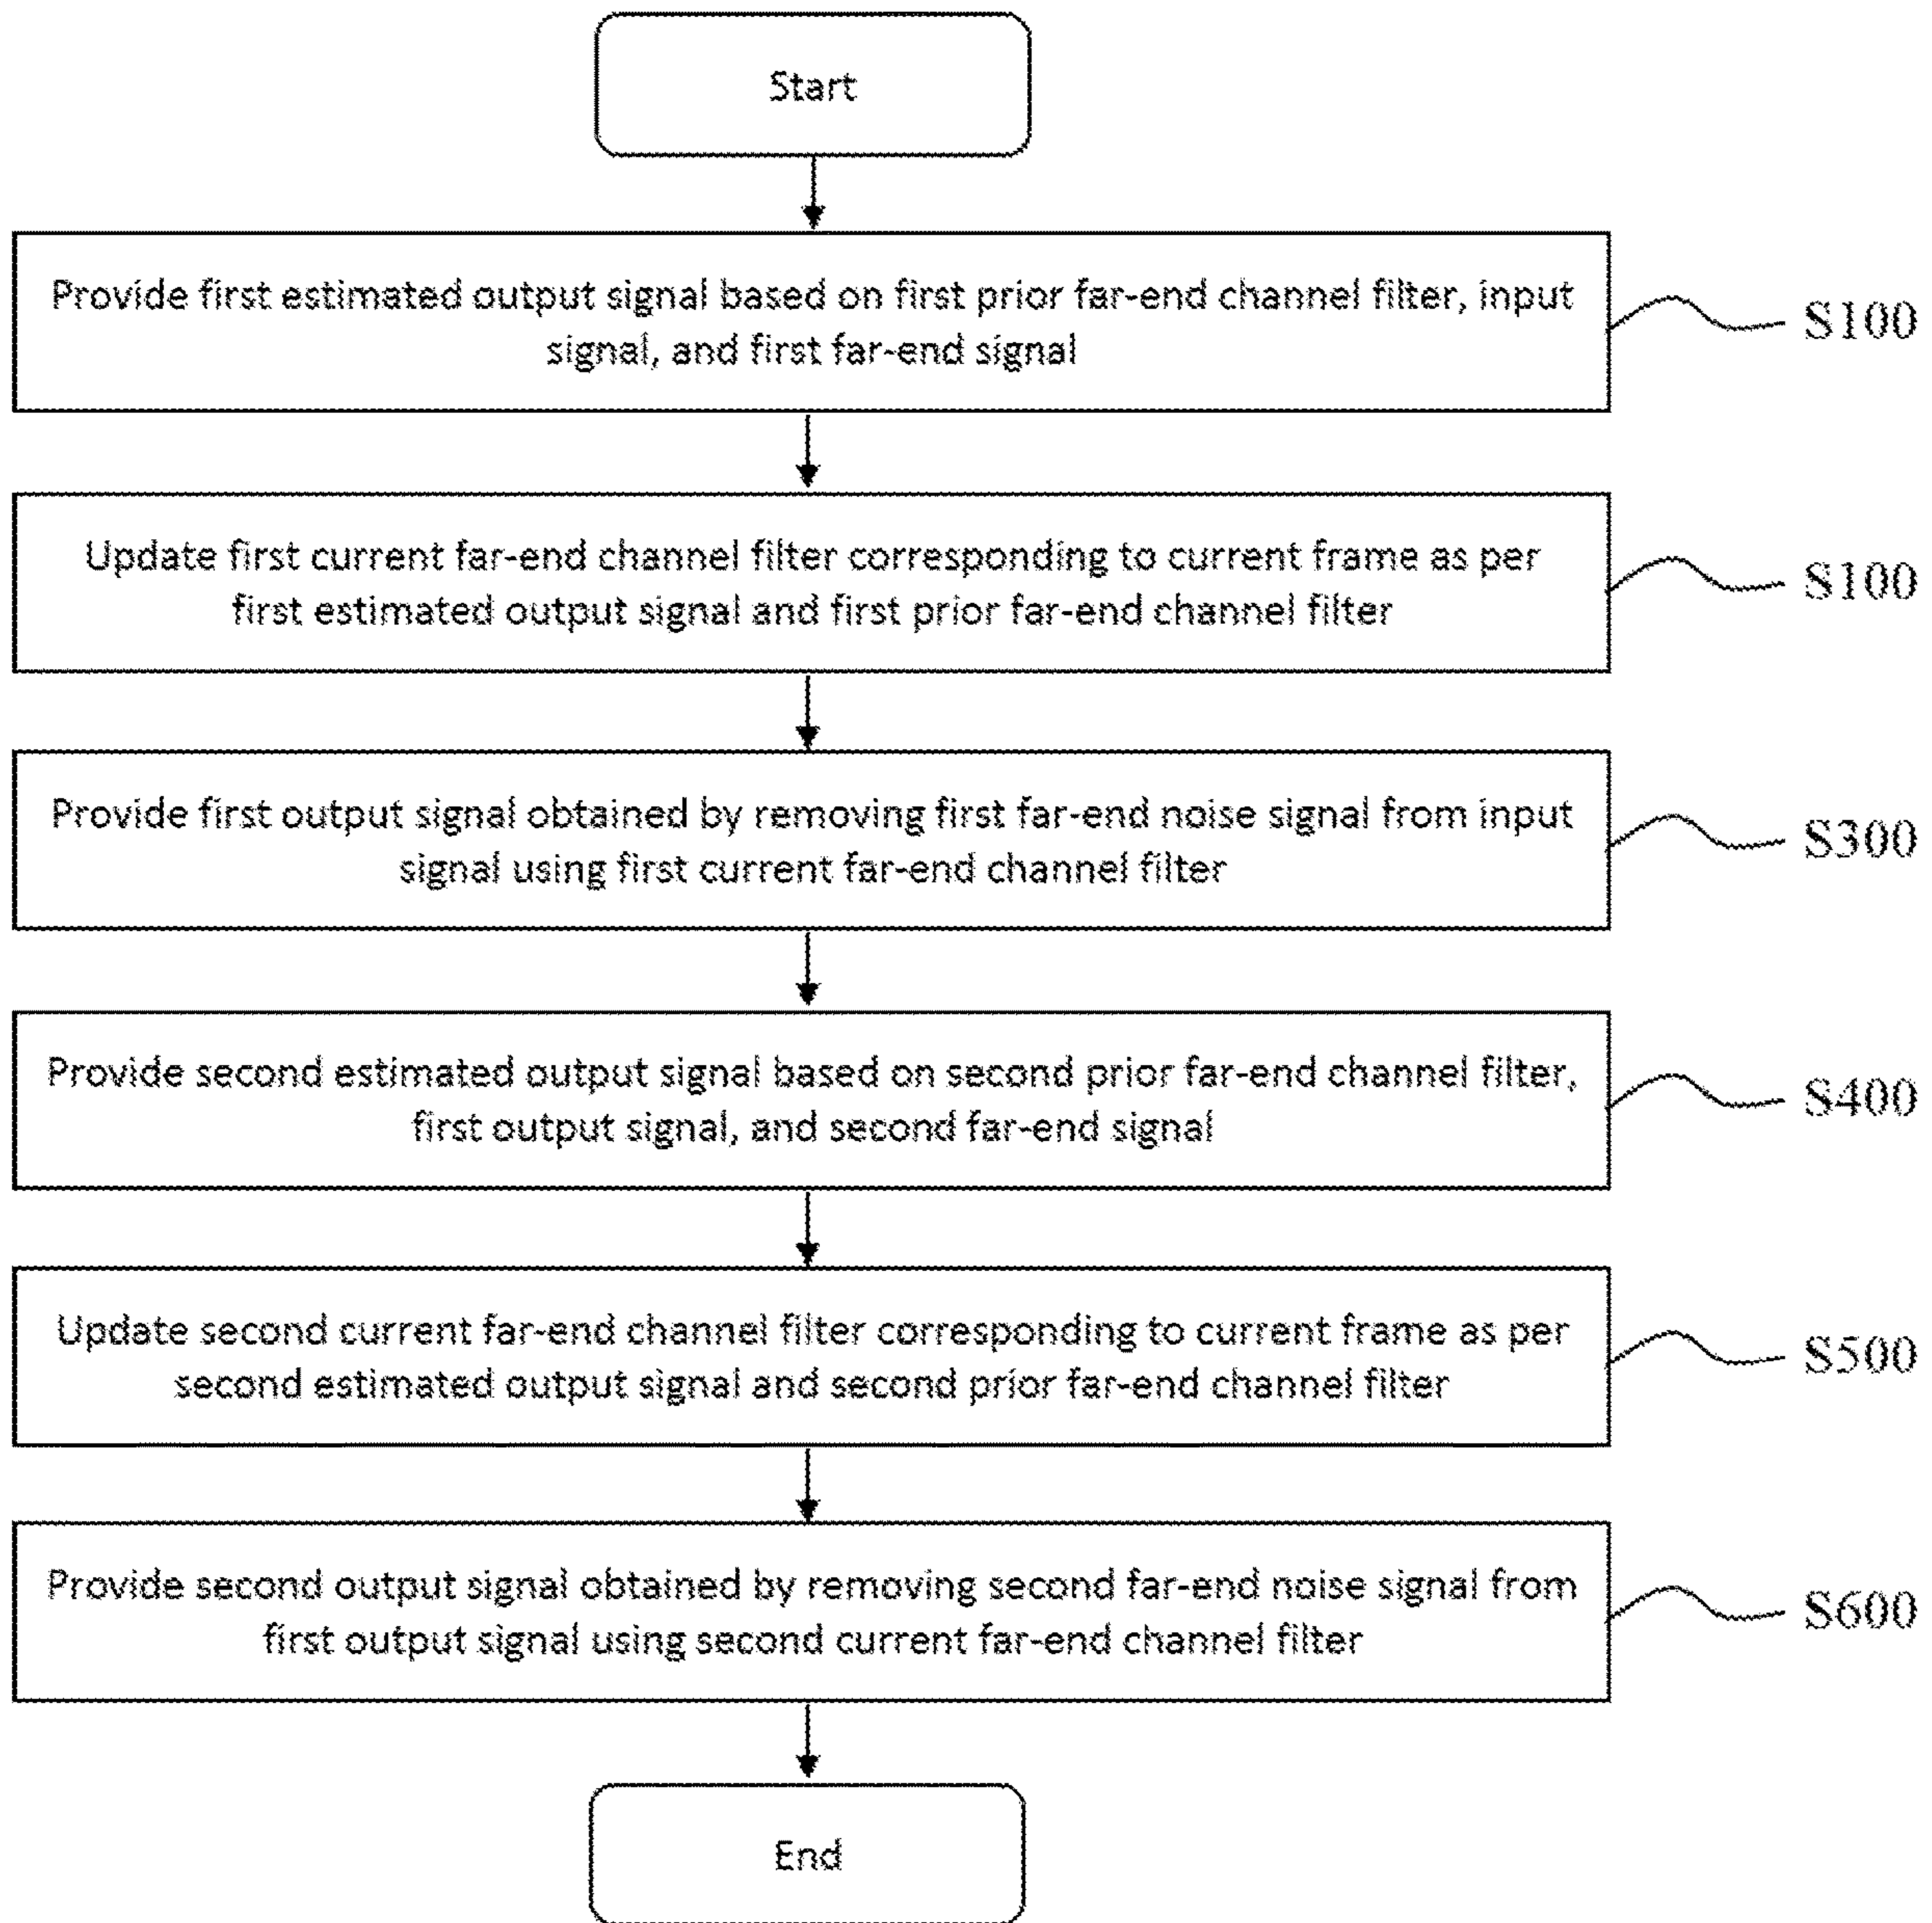 Start
Provide first estimated output signal based on first prior far-end channel filter, input
signal, and first far-end signal
S100
Update first current far-end channel filter corresponding to current frame as per
first estimated output signal and first prior far-end channel filter
S100
Provide first output signal obtained by removing first far-end noise signal from input
signal using first current far-end channel filter
S300
Provide second estimated output signal based on second prior far-end channel filter,
first output signal, and second far-end signal
S400
Update second current far-end channel filter corresponding to current frame as per
second estimated output signal and second prior far-end channel filter
S500
Provide second output signal obtained by removing second far-end noise signal from
first output signal using second current far-end channel filter
S600
End